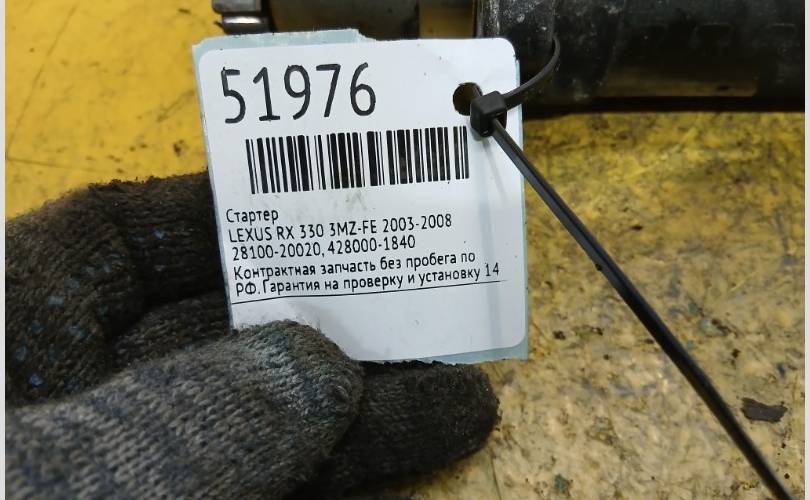 51976
Стартер
LEXUS RX 330 3MZ-FE 2003-2008
28100-20020, 428000-1840
Контрактная запчасть без пробега по
РФ.Гарантия на проверку и установку 14